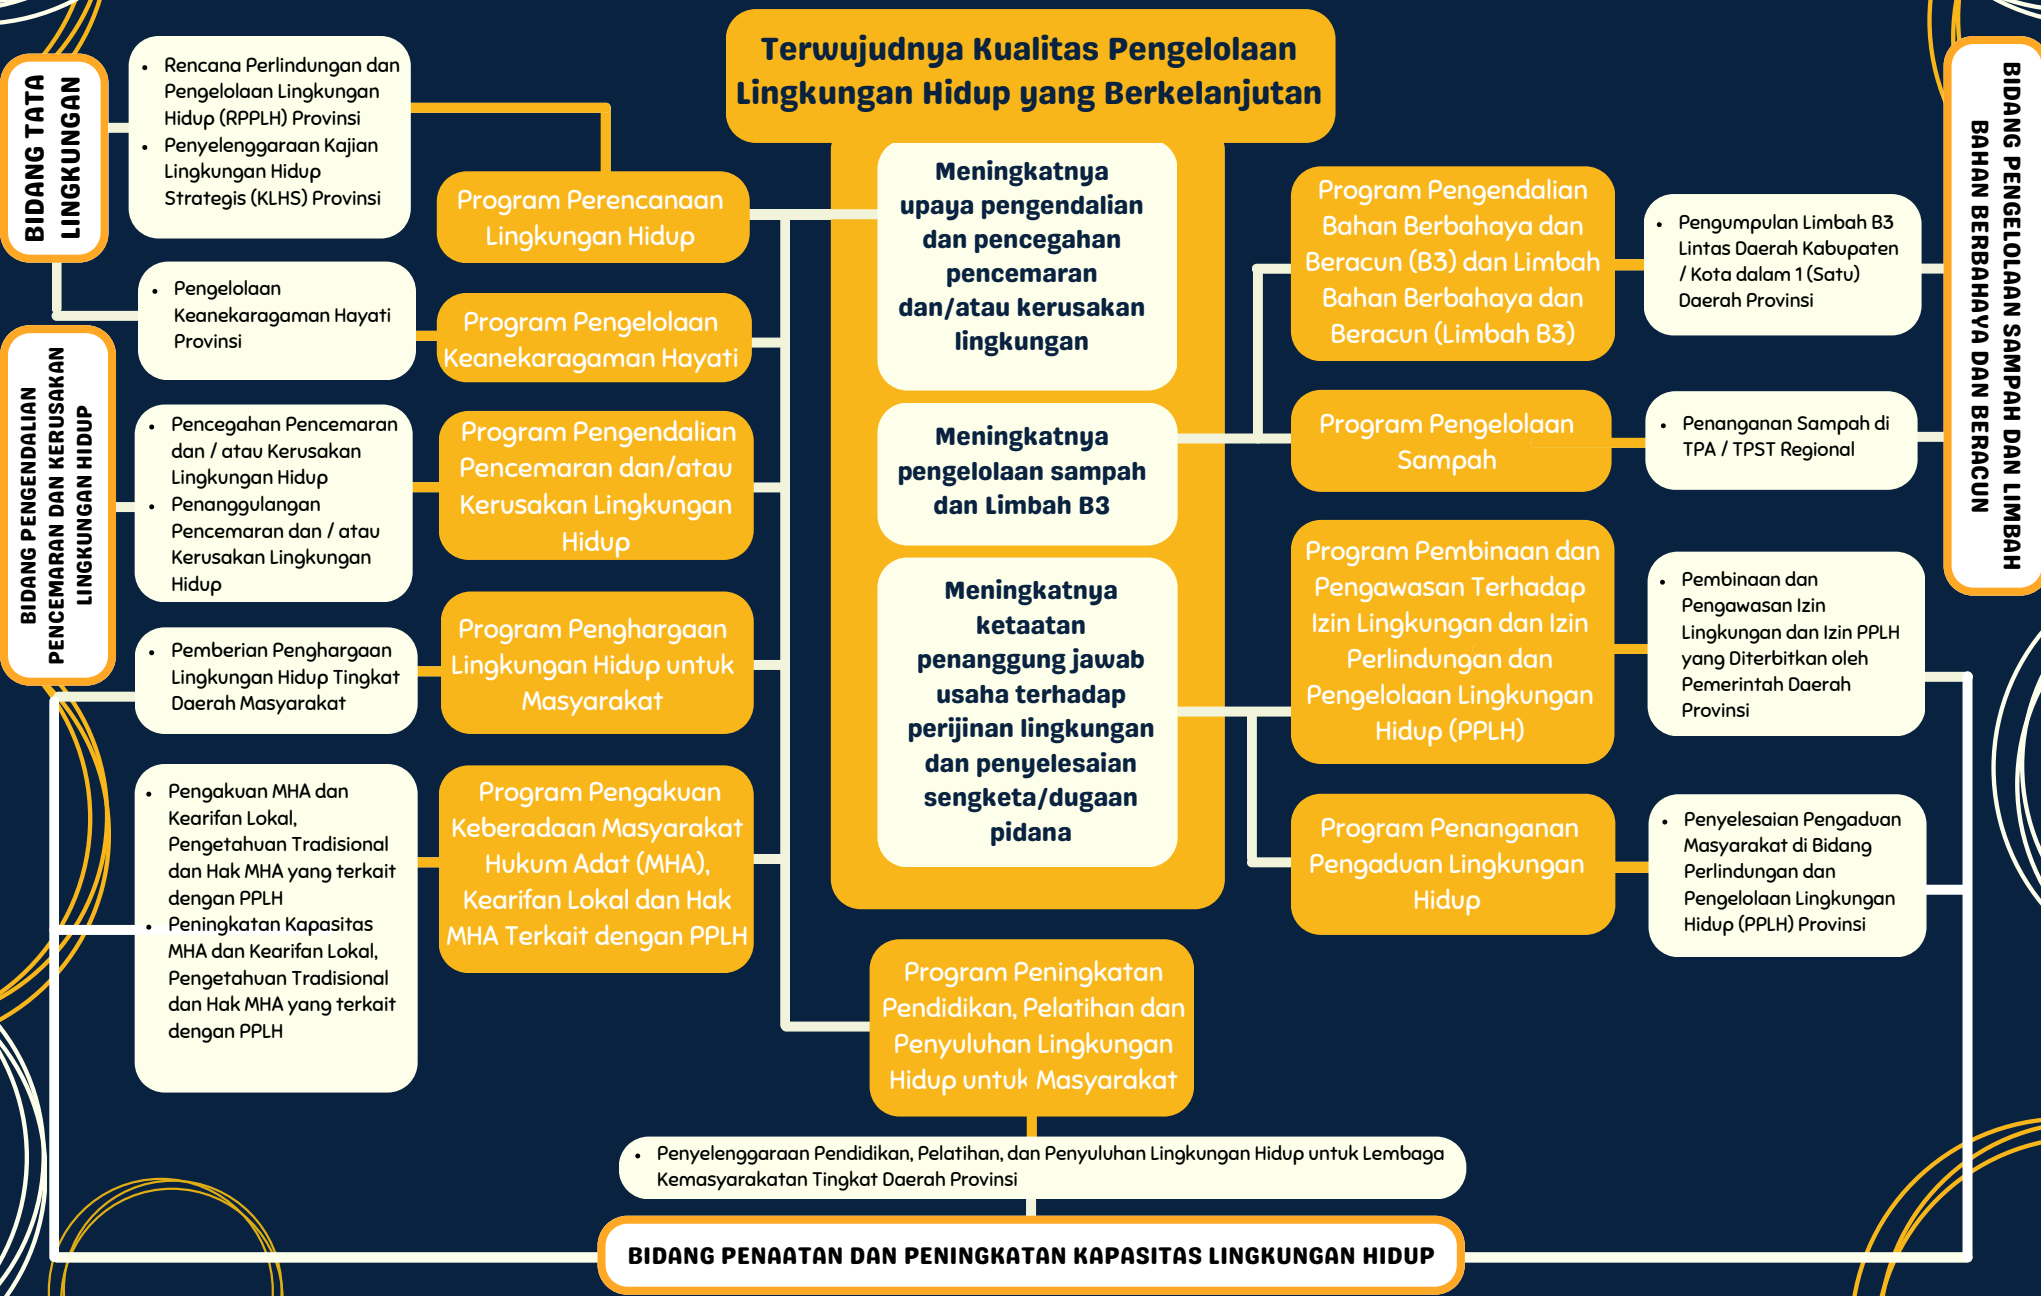 Terwujudnya Kualitas Pengelolaan
Lingkungan Hidup yang Berkelanjutan
BIDANG TATA
LINGKUNGAN
• Rencana Perlindungan dan
Pengelolaan Lingkungan
Hidup (RPPLH) Provinsi
• Penyelenggaraan Kajian
Lingkungan Hidup
Strategis (KLHS) Provinsi
Program Perencanaan
Lingkungan Hidup
• Pengelolaan
Keanekaragaman Hayati
Provinsi
Program Pengelolaan
Keanekaragaman Hayati
BIDANG PENGENDALIAN
PENCEMARAN DAN KERUSAKAN
LINGKUNGAN HIDUP
• Pencegahan Pencemaran
dan / atau Kerusakan
Lingkungan Hidup
• Penanggulangan
Pencemaran dan / atau
Kerusakan Lingkungan
Hidup
Program Pengendalian
Pencemaran dan/atau
Kerusakan Lingkungan
Hidup
• Pemberian Penghargaan
Lingkungan Hidup Tingkat
Daerah Masyarakat
Program Penghargaan
Lingkungan Hidup untuk
Masyarakat
• Pengakuan MHA dan
Kearifan Lokal,
Pengetahuan Tradisional
dan Hak MHA yang terkait
dengan PPLH
• Peningkatan Kapasitas
MHA dan Kearifan Lokal,
Pengetahuan Tradisional
dan Hak MHA yang terkait
dengan PPLH
Program Pengakuan
Keberadaan Masyarakat
Hukum Adat (MHA),
Kearifan Lokal dan Hak
MHA Terkait dengan PPLH
Meningkatnya
upaya pengendalian
dan pencegahan
pencemaran
dan/atau kerusakan
lingkungan
Meningkatnya
pengelolaan sampah
dan Limbah B3
Meningkatnya
ketaatan
penanggung jawab
usaha terhadap
perijinan lingkungan
dan penyelesaian
sengketa/dugaan
pidana
Program Pengendalian
Bahan Berbahaya dan
Beracun (B3) dan Limbah
Bahan Berbahaya dan
Beracun (Limbah B3)
• Pengumpulan Limbah B3
Lintas Daerah Kabupaten
/ Kota dalam 1 (Satu)
Daerah Provinsi
Program Pengelolaan
Sampah
• Penanganan Sampah di
TPA / TPST Regional
BIDANG PENGELOLAAN SAMPAH DAN LIMBAH
BAHAN BERBAHAYA DAN BERACUN
Program Pembinaan dan
Pengawasan Terhadap
Izin Lingkungan dan Izin
Perlindungan dan
Pengelolaan Lingkungan
Hidup (PPLH)
• Pembinaan dan
Pengawasan Izin
Lingkungan dan Izin PPLH
yang Diterbitkan oleh
Pemerintah Daerah
Provinsi
Program Penanganan
Pengaduan Lingkungan
Hidup
• Penyelesaian Pengaduan
Masyarakat di Bidang
Perlindungan dan
Pengelolaan Lingkungan
Hidup (PPLH) Provinsi
Program Peningkatan
Pendidikan, Pelatihan dan
Penyuluhan Lingkungan
Hidup untuk Masyarakat
• Penyelenggaraan Pendidikan, Pelatihan, dan Penyuluhan Lingkungan Hidup untuk Lembaga
Kemasyarakatan Tingkat Daerah Provinsi
BIDANG PENAATAN DAN PENINGKATAN KAPASITAS LINGKUNGAN HIDUP